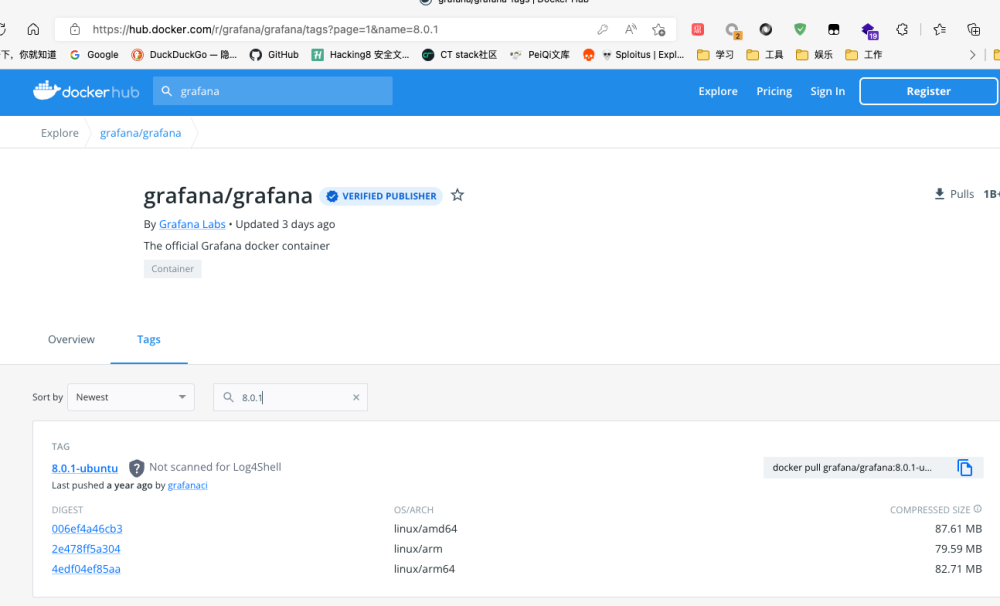 grafana/grafana Tags | Docker Hub
https://hub.docker.com/r/grafana/grafana/tags?page=1&name=8.0.1
2
19
下，你就知道 Google DuckDuckGo — 隐... GitHub Hacking8 安全文... CT stack社区 PeiQi文库 Sploitus | Expl... 学习 工具 娱乐 工作
docker hub grafana Explore Pricing Sign In Register
Explore grafana/grafana
grafana/grafana VERIFIED PUBLISHER
Pulls 1B+
By Grafana Labs • Updated 3 days ago
The official Grafana docker container
Container
Overview Tags
Sort by Newest 8.0.1
TAG
8.0.1-ubuntu ? Not scanned for Log4Shell
docker pull grafana/grafana:8.0.1-u...
Last pushed a year ago by grafanaci
DIGEST OS/ARCH COMPRESSED SIZE
006ef4a46cb3 linux/amd64 87.61 MB
2e478ff5a304 linux/arm 79.59 MB
4edf04ef85aa linux/arm64 82.71 MB